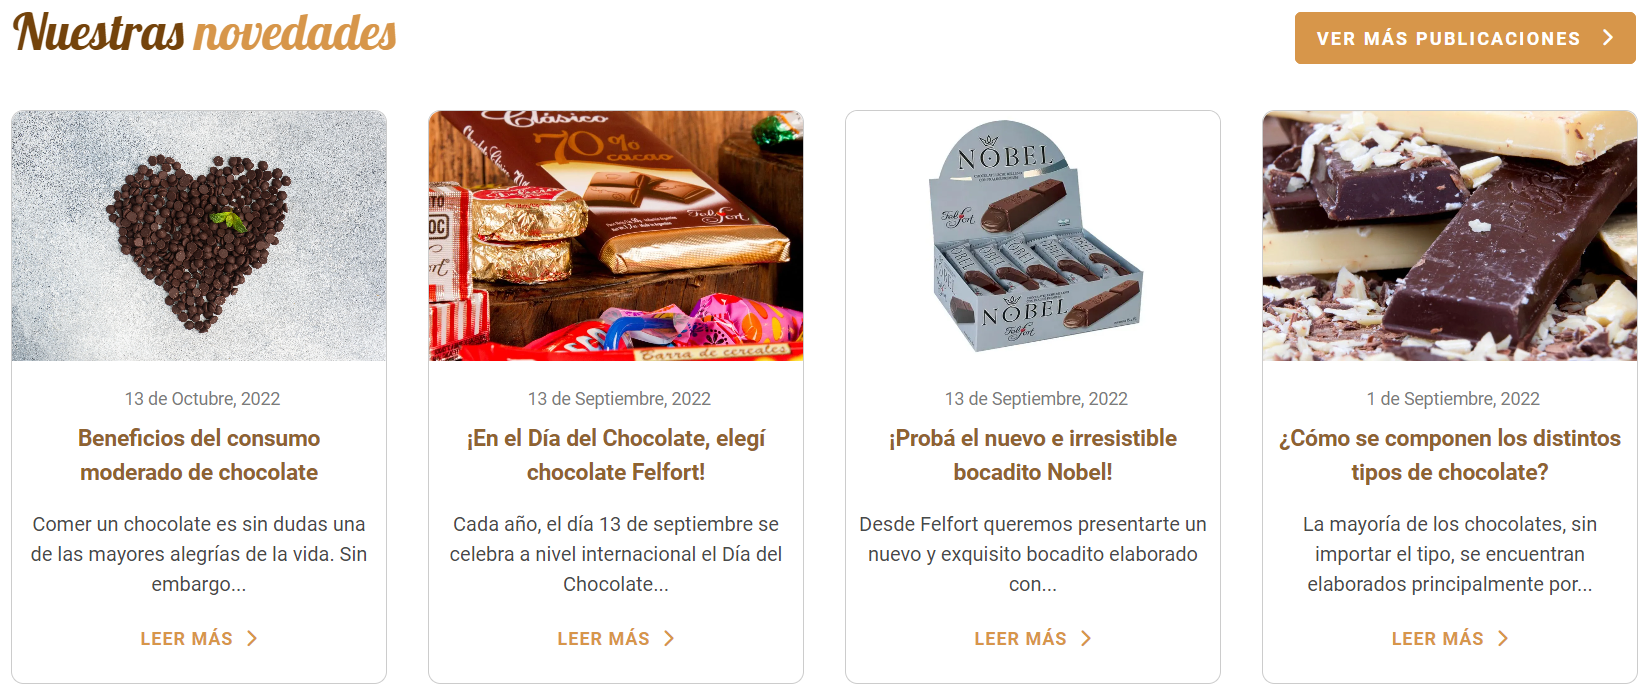 Nuestras novedades
VER MÁS PUBLICACIONES
Clásico
70%
cacao
Felfort
Barra de cereales
NOBEL
Felfort
NOBEL
Felfort
13 de Octubre, 2022
Beneficios del consumo
moderado de chocolate
Comer un chocolate es sin dudas una
de las mayores alegrías de la vida. Sin
embargo...
LEER MÁS
13 de Septiembre, 2022
¡En el Día del Chocolate, elegí
chocolate Felfort!
Cada año, el día 13 de septiembre se
celebra a nivel internacional el Día del
Chocolate...
LEER MÁS
13 de Septiembre, 2022
¡Probá el nuevo e irresistible
bocadito Nobel!
Desde Felfort queremos presentarte un
nuevo y exquisito bocadito elaborado
con...
LEER MÁS
1 de Septiembre, 2022
¿Cómo se componen los distintos
tipos de chocolate?
La mayoría de los chocolates, sin
importar el tipo, se encuentran
elaborados principalmente por...
LEER MÁS